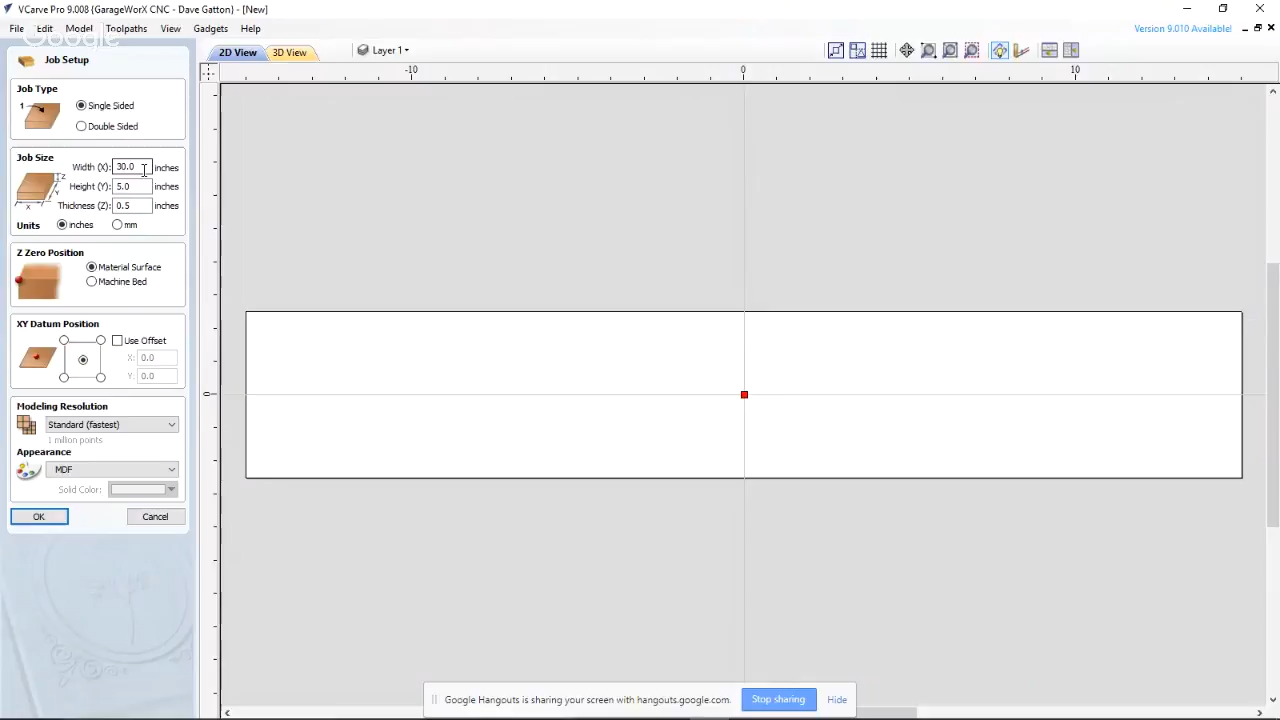 VCarve Pro 9.008 {GarageWorX CNC - Dave Gatton} - [New]
File Edit Model Toolpaths View Gadgets Help
Version 9.010 Available!
Google
Job Setup
2D View
3D View
Layer 1
-10
0
10
0
Job Type
1
Single Sided
Double Sided
Job Size
Width (X): 30.0 inches
Height (Y): 5.0 inches
Thickness (Z): 0.5 inches
Z
Y
X
Units
inches
mm
Z Zero Position
Material Surface
Machine Bed
XY Datum Position
Use Offset
X: 0.0
Y: 0.0
Modeling Resolution
Standard (fastest)
1 million points
Appearance
MDF
Solid Color:
OK
Cancel
Google Hangouts is sharing your screen with hangouts.google.com.
Stop sharing
Hide